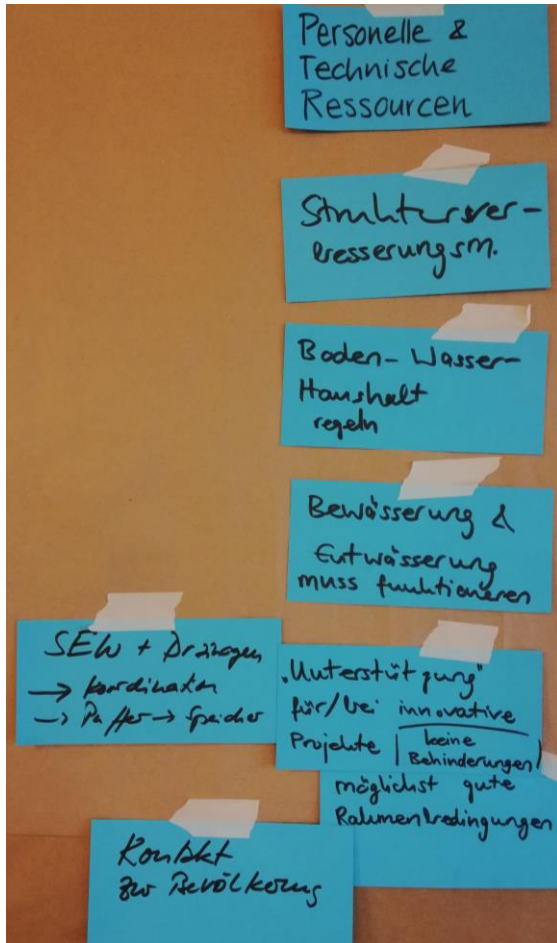 Personelle &
Technische
Ressourcen
Strukturver-
besserungsm.
Boden-Wasser-
Haushalt
regeln
Bewässerung &
Entwässerung
muss funktionieren
SEW + Drainagen
→ Koordination
→ Puffer → Speicher
"Unterstützung"
für/bei innovative
Projekte (keine
Behinderungen)
möglichst gute
Rahmenbedingungen
Kontakt
zur Bevölkerung